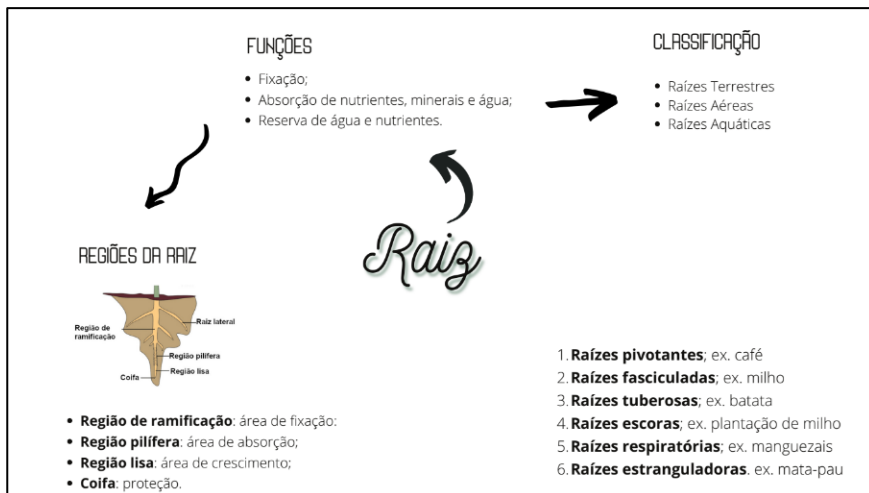 FUNÇÕES
• Fixação;
• Absorção de nutrientes, minerais e água;
• Reserva de água e nutrientes.
CLASSIFICAÇÃO
• Raízes Terrestres
• Raízes Aéreas
• Raízes Aquáticas
Raiz
REGIÕES DA RAIZ
Região de
ramificação
Raiz lateral
Região pilífera
Região lisa
Coifa
• Região de ramificação: área de fixação:
• Região pilífera: área de absorção;
• Região lisa: área de crescimento;
• Coifa: proteção.
1. Raízes pivotantes; ex. café
2. Raízes fasciculadas; ex. milho
3. Raízes tuberosas; ex. batata
4. Raízes escoras; ex. plantação de milho
5. Raízes respiratórias; ex. manguezais
6. Raízes estranguladoras. ex. mata-pau